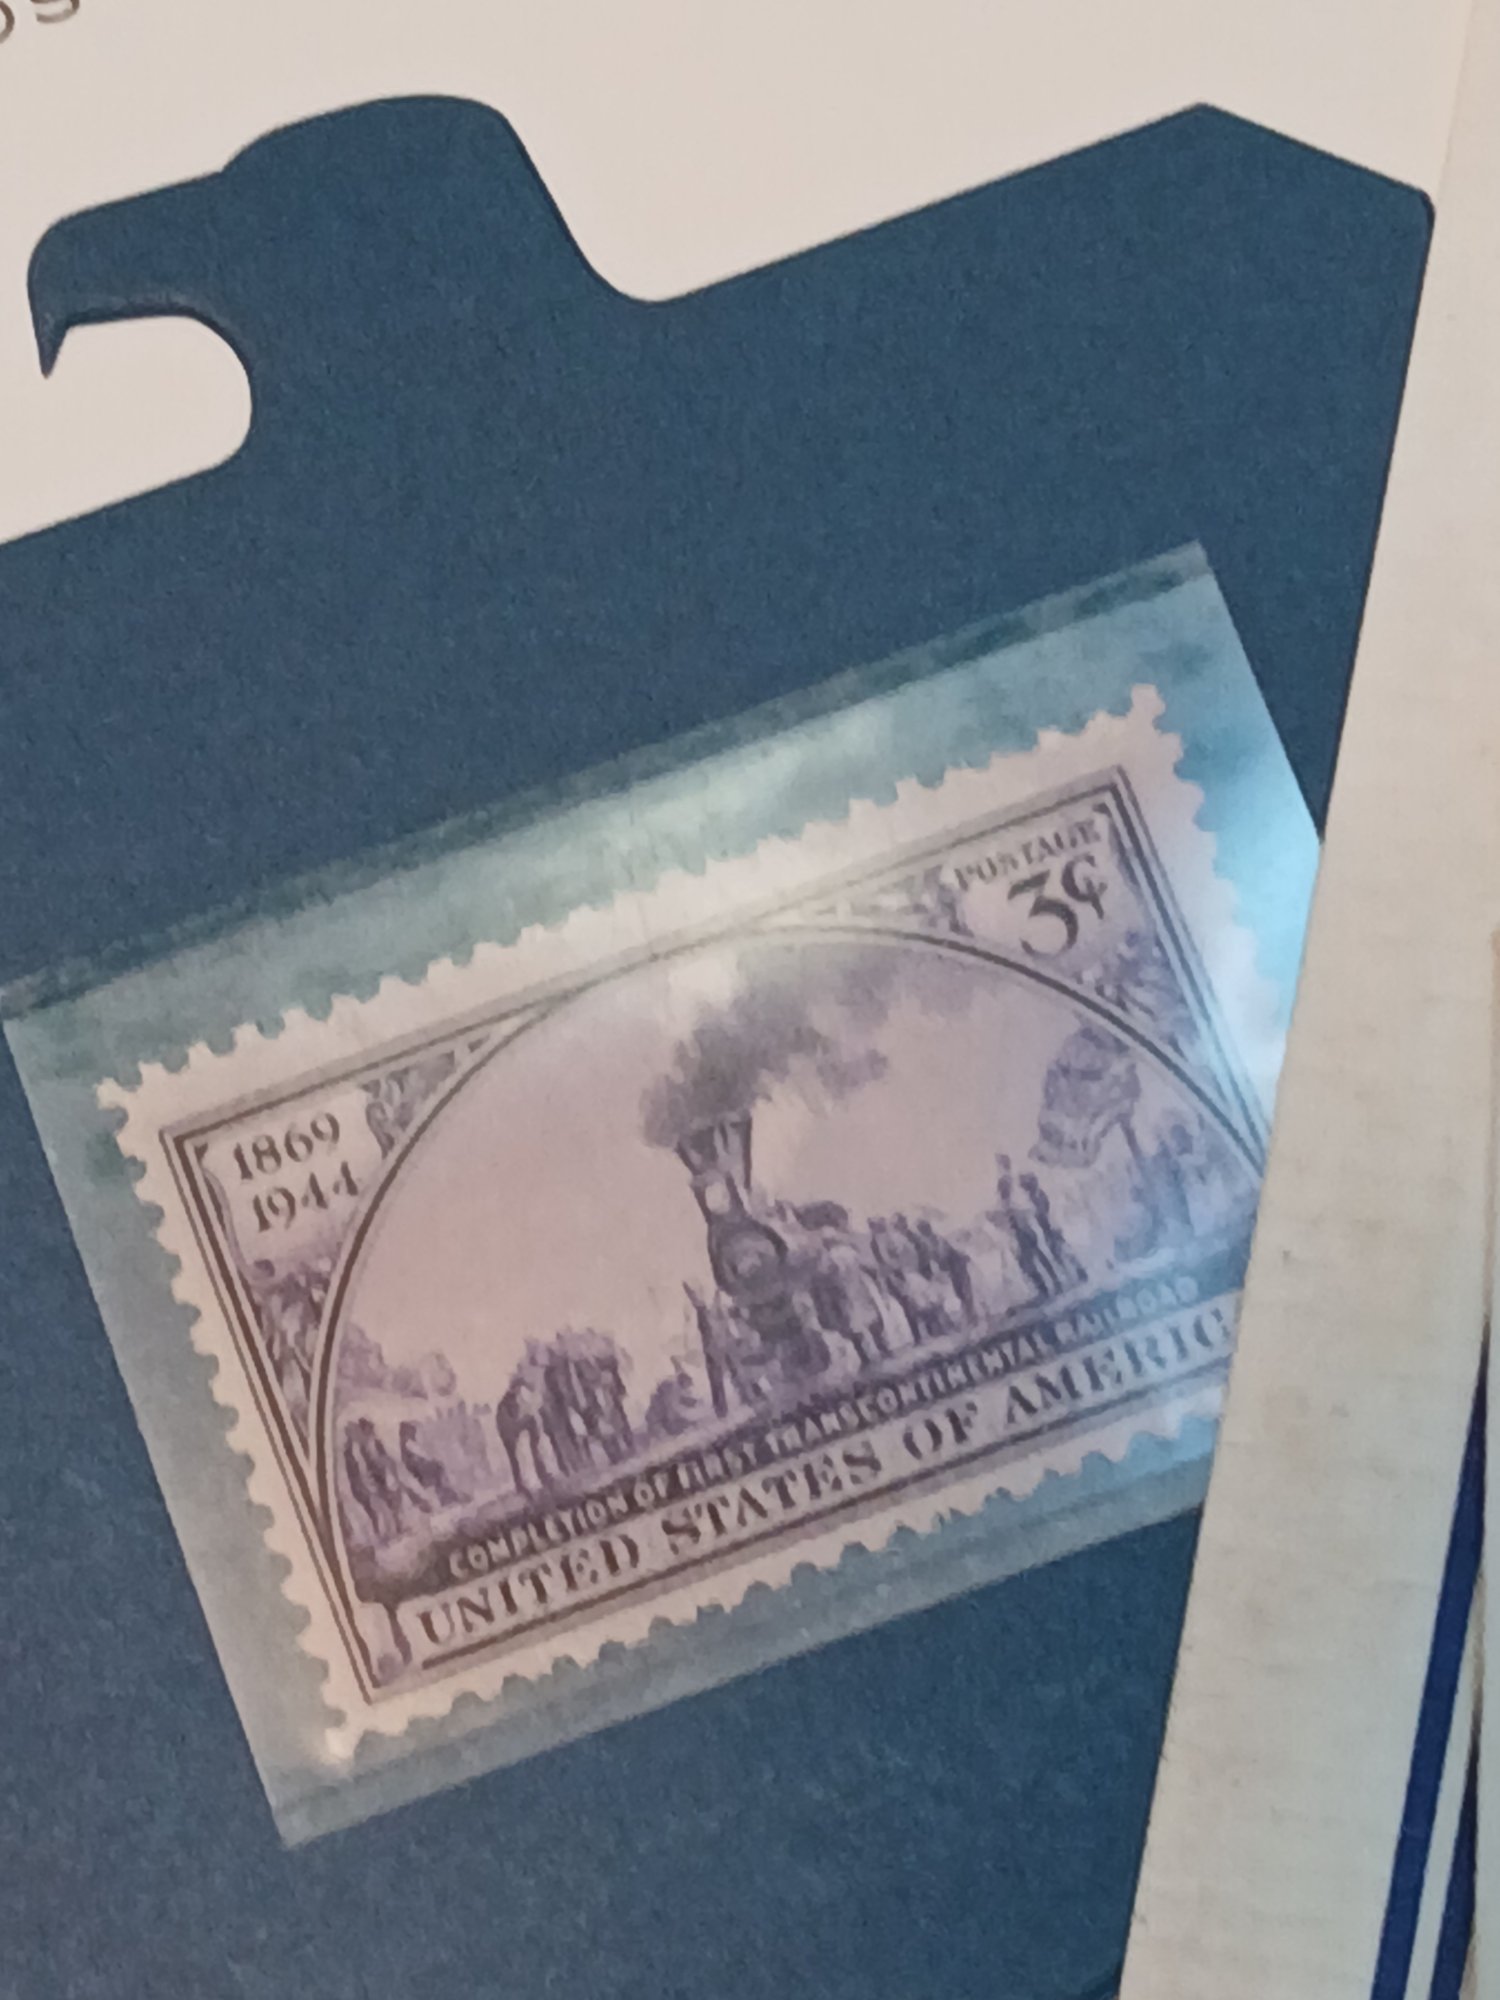 POSTAGE
3¢
1869
1944
COMPLETION OF FIRST TRANSCONTINENTAL RAILROAD
UNITED STATES OF AMERIC